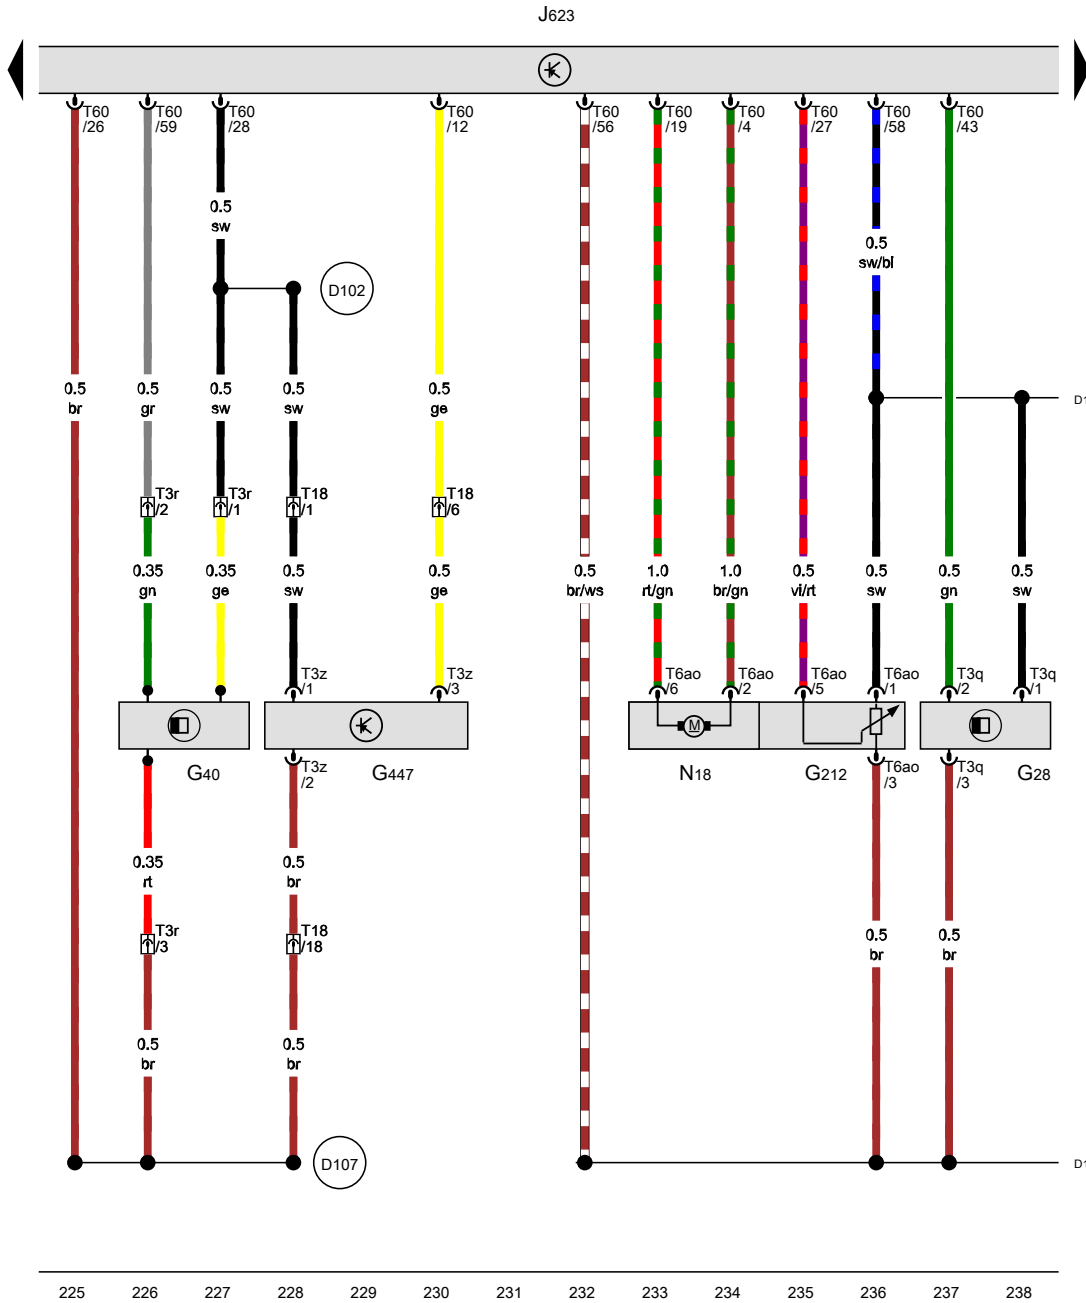 J623
T60 T60 T60 T60 T60 T60 T60 T60 T60 T60
/26 /59 /28 /12 /56 /19 /4 /27 /58 /43
0.5
sw
0.5
sw/bl
D102
0.5 0.5 0.5 0.5 0.5
br gr sw sw ge
D1
T3r T3r T18 T18
/2 /1 /1 /6
0.35 0.35 0.5 0.5 0.5 1.0 1.0 0.5 0.5 0.5 0.5
gn ge sw ge br/ws rt/gn br/gn vi/rt sw gn sw
T3z T3z T6ao T6ao T6ao T6ao T3q T3q
/1 /3 /6 /2 /5 /1 /2 /1
M
G40 T3z G447 N18 G212 T6ao T3q G28
/2 /3 /3
0.35 0.5
rt br
T3r T18
/3 /18
0.5 0.5
br br
0.5 0.5
br br
D107
D1
225 226 227 228 229 230 231 232 233 234 235 236 237 238